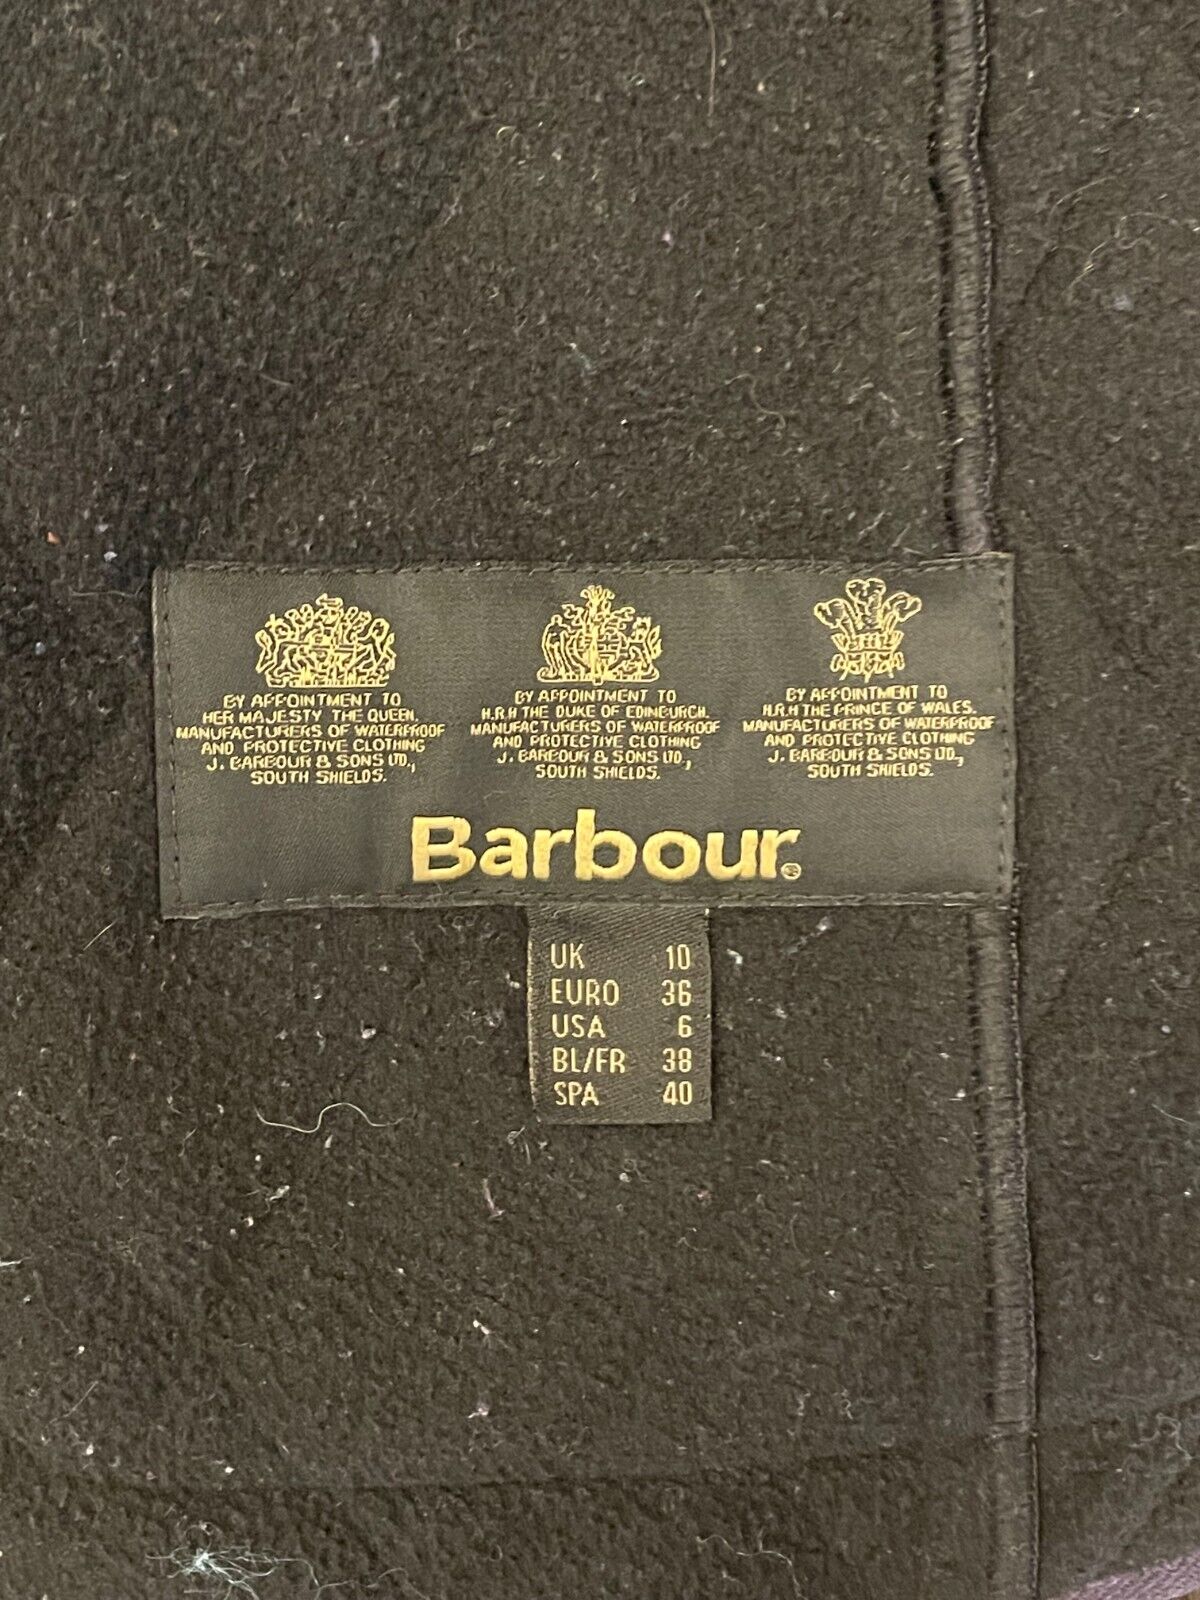 BY APPOINTMENT TO
HER MAJESTY THE QUEEN.
MANUFACTURERS OF WATERPROOF
AND PROTECTIVE CLOTHING
J. BARBOUR & SONS LTD.,
SOUTH SHIELDS.
BY APPOINTMENT TO
H.R.H THE DUKE OF EDINBURGH.
MANUFACTURERS OF WATERPROOF
AND PROTECTIVE CLOTHING
J. BARBOUR & SONS LTD.,
SOUTH SHIELDS.
BY APPOINTMENT TO
H.R.H THE PRINCE OF WALES.
MANUFACTURERS OF WATERPROOF
AND PROTECTIVE CLOTHING
J. BARBOUR & SONS LTD.,
SOUTH SHIELDS.
Barbour®
UK 10
EURO 36
USA 6
BL/FR 38
SPA 40